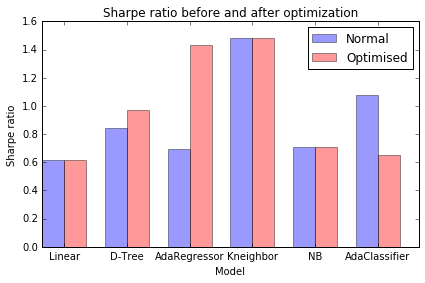 Sharpe ratio before and after optimization
Normal
Optimised
Sharpe ratio
1.6
1.4
1.2
1.0
0.8
0.6
0.4
0.2
0.0
Linear D-Tree AdaRegressor Kneighbor NB AdaClassifier
Model